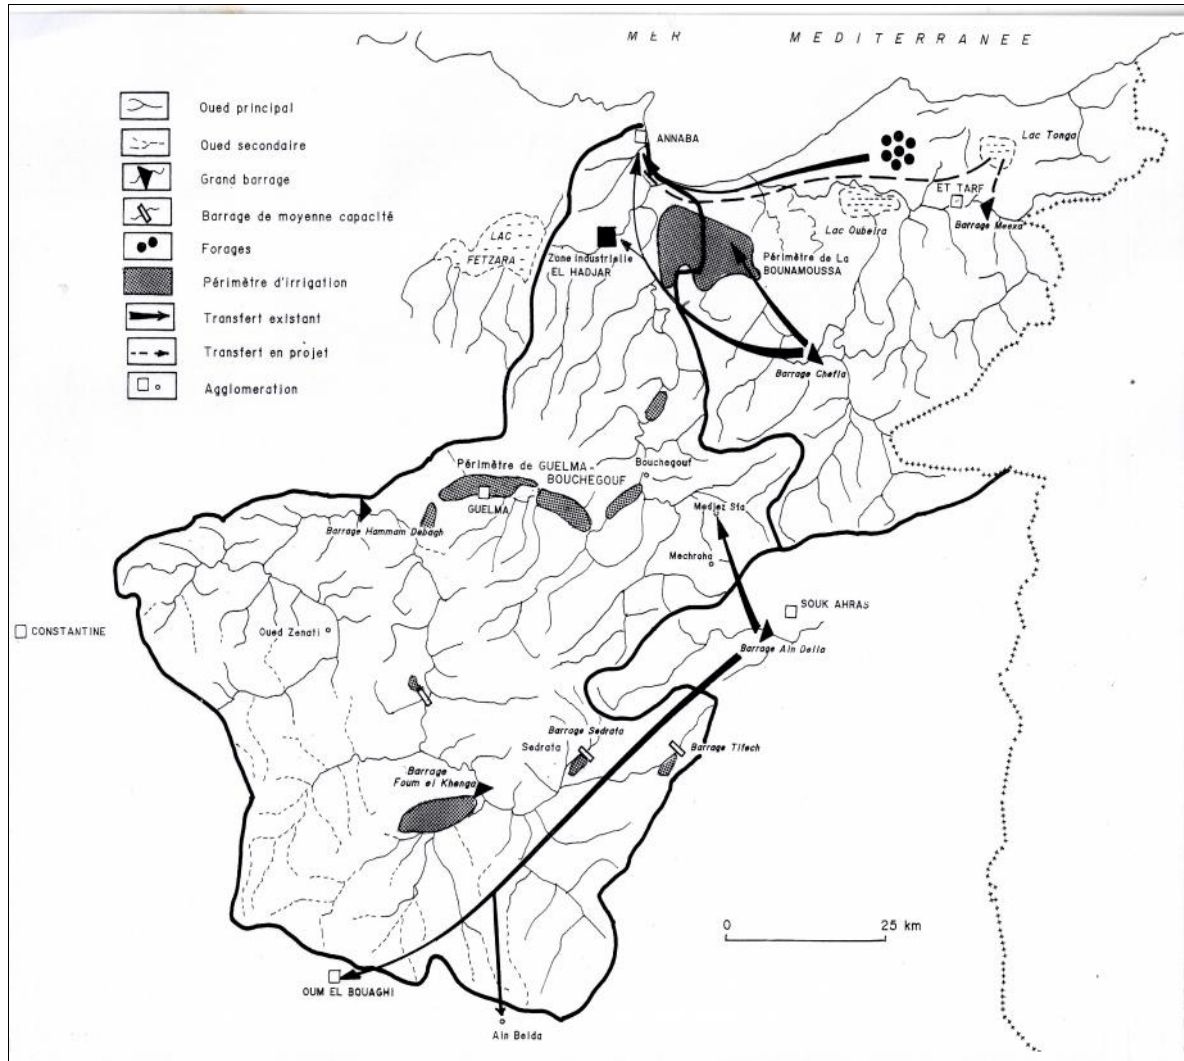 MER MEDITERRANEE
Oued principal
Oued secondaire
Grand barrage
Barrage de moyenne capacité
Forages
Périmètre d'irrigation
Transfert existant
Transfert en projet
Agglomeration
ANNABA
Lac Tonga
ET TARF
Barrage Meexa
Lac Oubeira
LAC
FETZARA
Zone Industrielle
EL HADJAR
Périmètre de La
BOUNAMOUSSA
Barrage Chefia
Périmètre de GUELMA-
BOUCHEGOUF
Bouchegouf
GUELMA
Medjez Sfa
Barrage Hammam Debagh
Mechroha
SOUK AHRAS
CONSTANTINE
Oued Zenati
Barrage Ain Dalia
Barrage Sedrata
Sedrata
Barrage Tifech
Barrage
Foum el Khenga
0 25 km
OUM EL BOUAGHI
Ain Beida